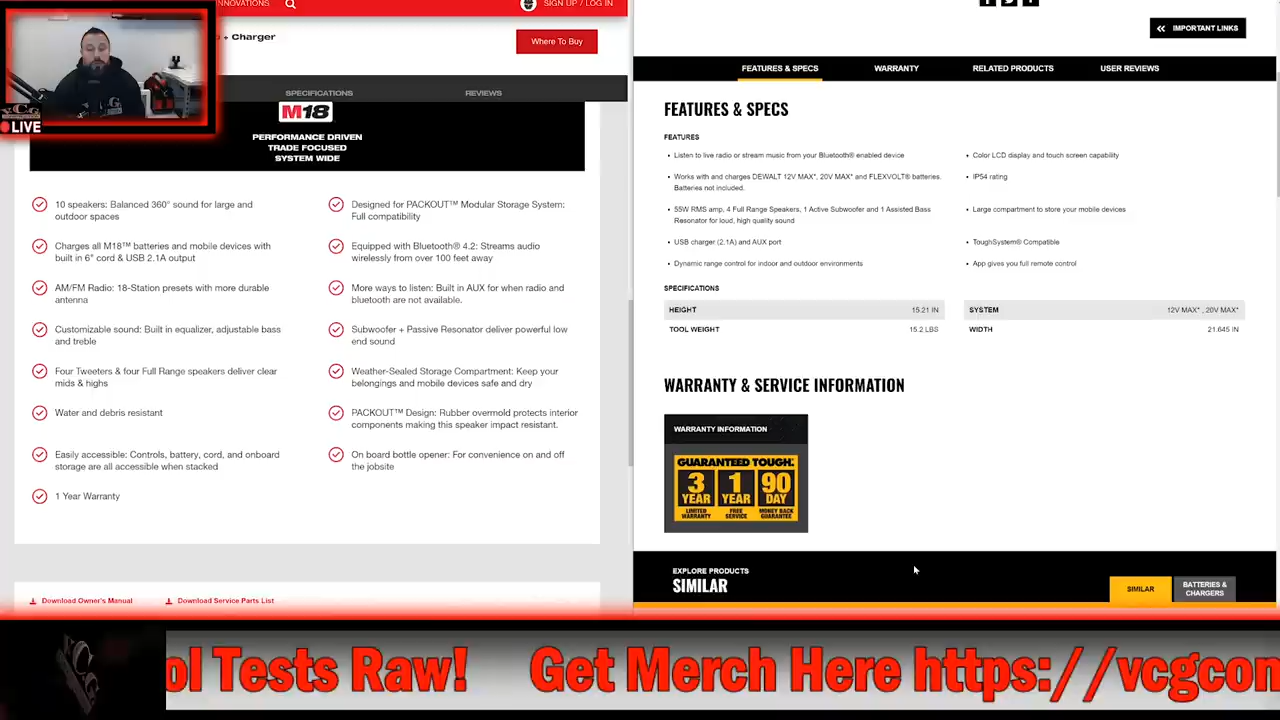 INNOVATIONS
SIGN UP / LOG IN
+ Charger
Where To Buy
SPECIFICATIONS
REVIEWS
LIVE
M18
PERFORMANCE DRIVEN
TRADE FOCUSED
SYSTEM WIDE
10 speakers: Balanced 360° sound for large and
outdoor spaces
Charges all M18™ batteries and mobile devices with
built in 6" cord & USB 2.1A output
AM/FM Radio: 18-Station presets with more durable
antenna
Customizable sound: Built in equalizer, adjustable bass
and treble
Four Tweeters & four Full Range speakers deliver clear
mids & highs
Water and debris resistant
Easily accessible: Controls, battery, cord, and onboard
storage are all accessible when stacked
1 Year Warranty
Designed for PACKOUT™ Modular Storage System:
Full compatibility
Equipped with Bluetooth® 4.2: Streams audio
wirelessly from over 100 feet away
More ways to listen: Built in AUX for when radio and
bluetooth are not available.
Subwoofer + Passive Resonator deliver powerful low
end sound
Weather-Sealed Storage Compartment: Keep your
belongings and mobile devices safe and dry
PACKOUT™ Design: Rubber overmold protects interior
components making this speaker impact resistant.
On board bottle opener: For convenience on and off
the jobsite
Download Owner's Manual
Download Service Parts List
IMPORTANT LINKS
FEATURES & SPECS
WARRANTY
RELATED PRODUCTS
USER REVIEWS
FEATURES & SPECS
FEATURES
Listen to live radio or stream music from your Bluetooth® enabled device
Works with and charges DEWALT 12V MAX*, 20V MAX* and FLEXVOLT® batteries.
Batteries not included.
55W RMS amp, 4 Full Range Speakers, 1 Active Subwoofer and 1 Assisted Bass
Resonator for loud, high quality sound
USB charger (2.1A) and AUX port
Dynamic range control for indoor and outdoor environments
Color LCD display and touch screen capability
IP54 rating
Large compartment to store your mobile devices
ToughSystem® Compatible
App gives you full remote control
SPECIFICATIONS
HEIGHT 15.21 IN
TOOL WEIGHT 15.2 LBS
SYSTEM 12V MAX* , 20V MAX*
WIDTH 21.645 IN
WARRANTY & SERVICE INFORMATION
WARRANTY INFORMATION
GUARANTEED TOUGH.
3 YEAR LIMITED WARRANTY
1 YEAR FREE SERVICE
90 DAY MONEY BACK GUARANTEE
EXPLORE PRODUCTS
SIMILAR
SIMILAR
BATTERIES &
CHARGERS
ol Tests Raw! Get Merch Here https://vcgcon